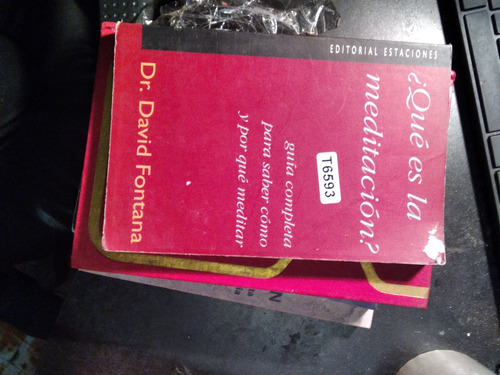 EDITORIAL ESTACIONES
¿Qué es la
meditación?
guía completa
para saber cómo
y por qué meditar
T6593
Dr. David Fontana